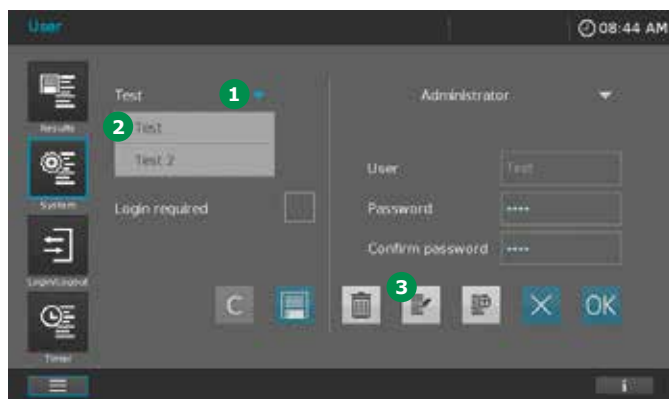 User
08:44 AM
Results
System
Login/Logout
Timer
Test
1
2
Test
Test 2
Login required
C
Administrator
User
Test
Password
****
Confirm password
****
3
OK
i